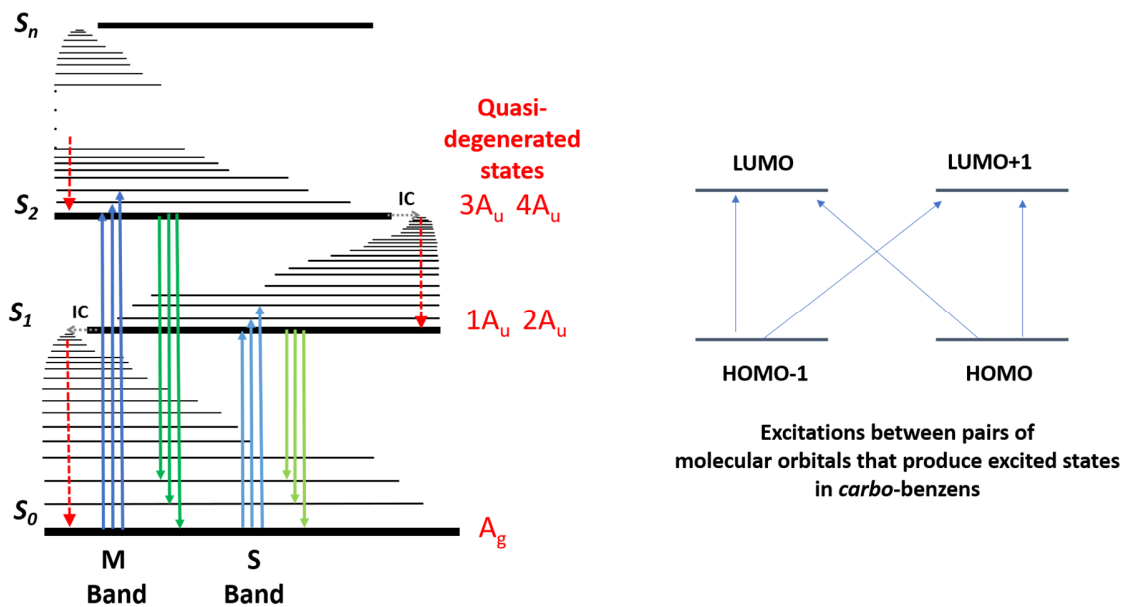 Sn
Quasi-
degenerated
states
S2
IC
3Au 4Au
S1
IC
1Au 2Au
S0
Ag
M
Band
S
Band
LUMO
LUMO+1
HOMO-1
HOMO
Excitations between pairs of
molecular orbitals that produce excited states
in carbo-benzens